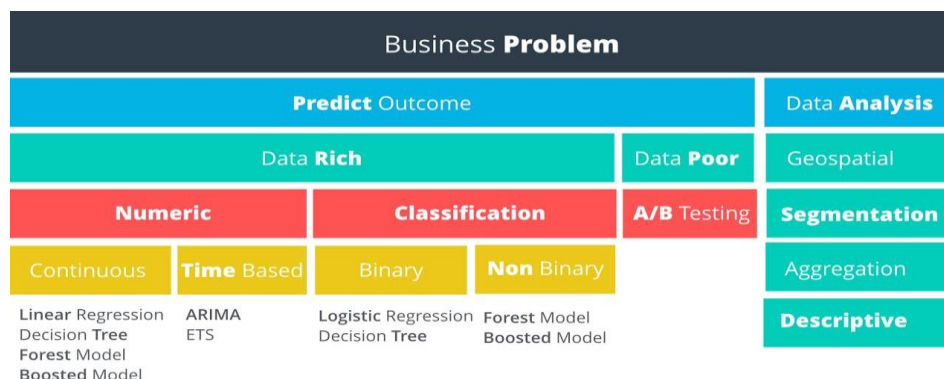 Business Problem
Predict Outcome
Data Analysis
Data Rich
Data Poor
Geospatial
Numeric
Classification
A/B Testing
Segmentation
Continuous
Time Based
Binary
Non Binary
Aggregation
Linear Regression
Decision Tree
Forest Model
Boosted Model
ARIMA
ETS
Logistic Regression
Decision Tree
Forest Model
Boosted Model
Descriptive